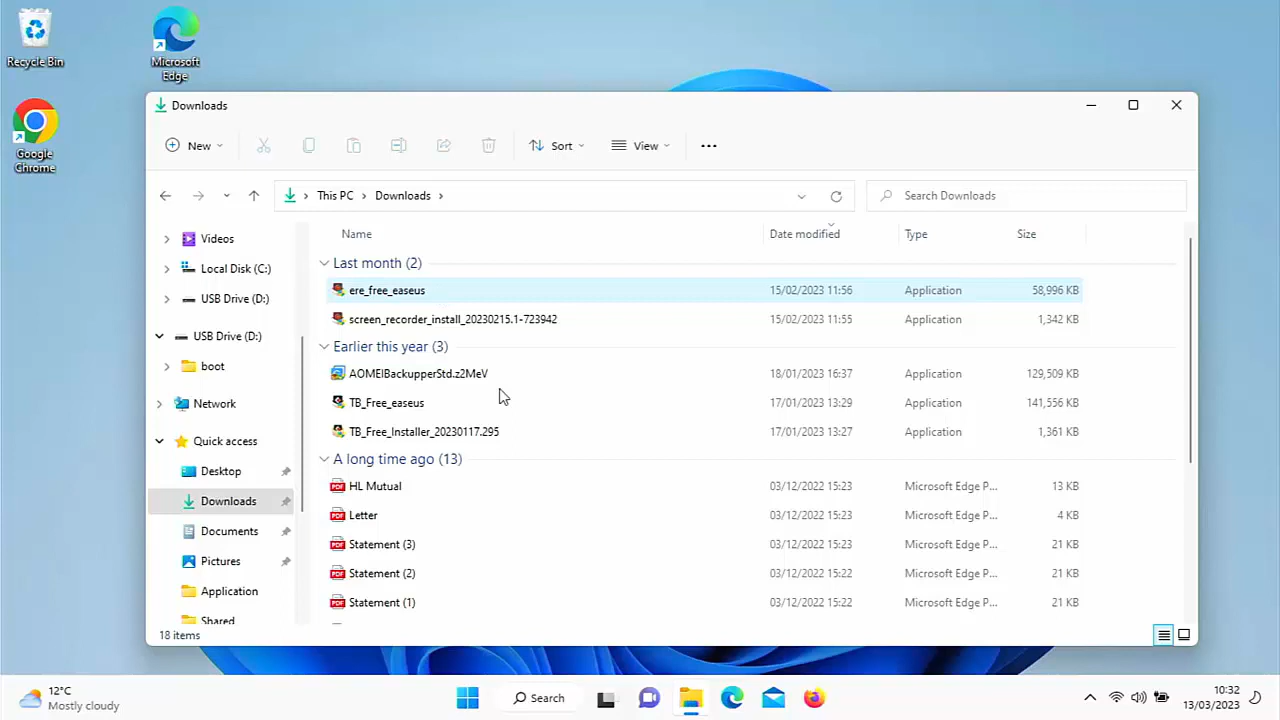 Recycle Bin
Microsoft
Edge
Google
Chrome
Downloads
New
Sort
View
This PC
Downloads
Search Downloads
Videos
Local Disk (C:)
USB Drive (D:)
USB Drive (D:)
boot
Network
Quick access
Desktop
Downloads
Documents
Pictures
Application
Shared
Name
Date modified
Type
Size
Last month (2)
ere_free_easeus 15/02/2023 11:56 Application 58,996 KB
screen_recorder_install_20230215.1-723942 15/02/2023 11:55 Application 1,342 KB
Earlier this year (3)
AOMEIBackupperStd.z2MeV 18/01/2023 16:37 Application 129,509 KB
TB_Free_easeus 17/01/2023 13:29 Application 141,556 KB
TB_Free_Installer_20230117.295 17/01/2023 13:27 Application 1,361 KB
A long time ago (13)
HL Mutual 03/12/2022 15:23 Microsoft Edge P... 13 KB
Letter 03/12/2022 15:23 Microsoft Edge P... 4 KB
Statement (3) 03/12/2022 15:23 Microsoft Edge P... 21 KB
Statement (2) 03/12/2022 15:22 Microsoft Edge P... 21 KB
Statement (1) 03/12/2022 15:22 Microsoft Edge P... 21 KB
18 items
12°C
Mostly cloudy
Search
10:32
13/03/2023